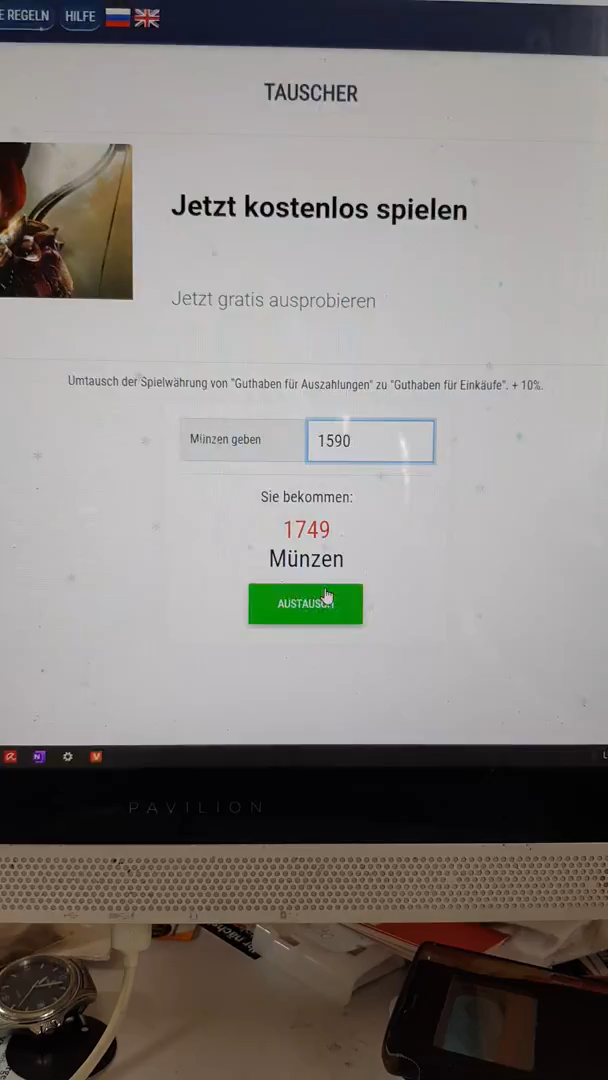 E REGELN
HILFE
TAUSCHER
Jetzt kostenlos spielen
Jetzt gratis ausprobieren
Umtausch der Spielwährung von "Guthaben für Auszahlungen" zu "Guthaben für Einkäufe". + 10%.
Münzen geben
1590
Sie bekommen:
1749
Münzen
AUSTAUSCH
PAVILION